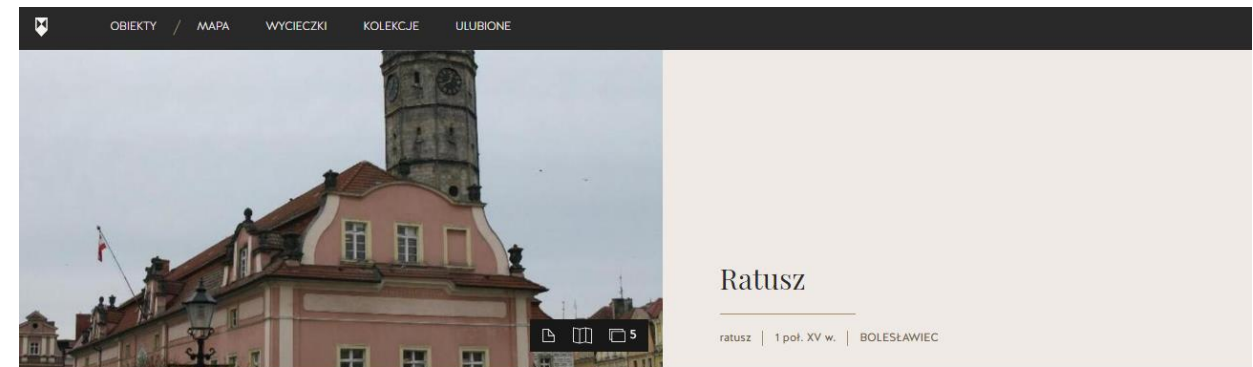 OBIEKTY / MAPA WYCIECZKI KOLEKCJE ULUBIONE
5
Ratusz
ratusz | 1 poł. XV w. | BOLESŁAWIEC